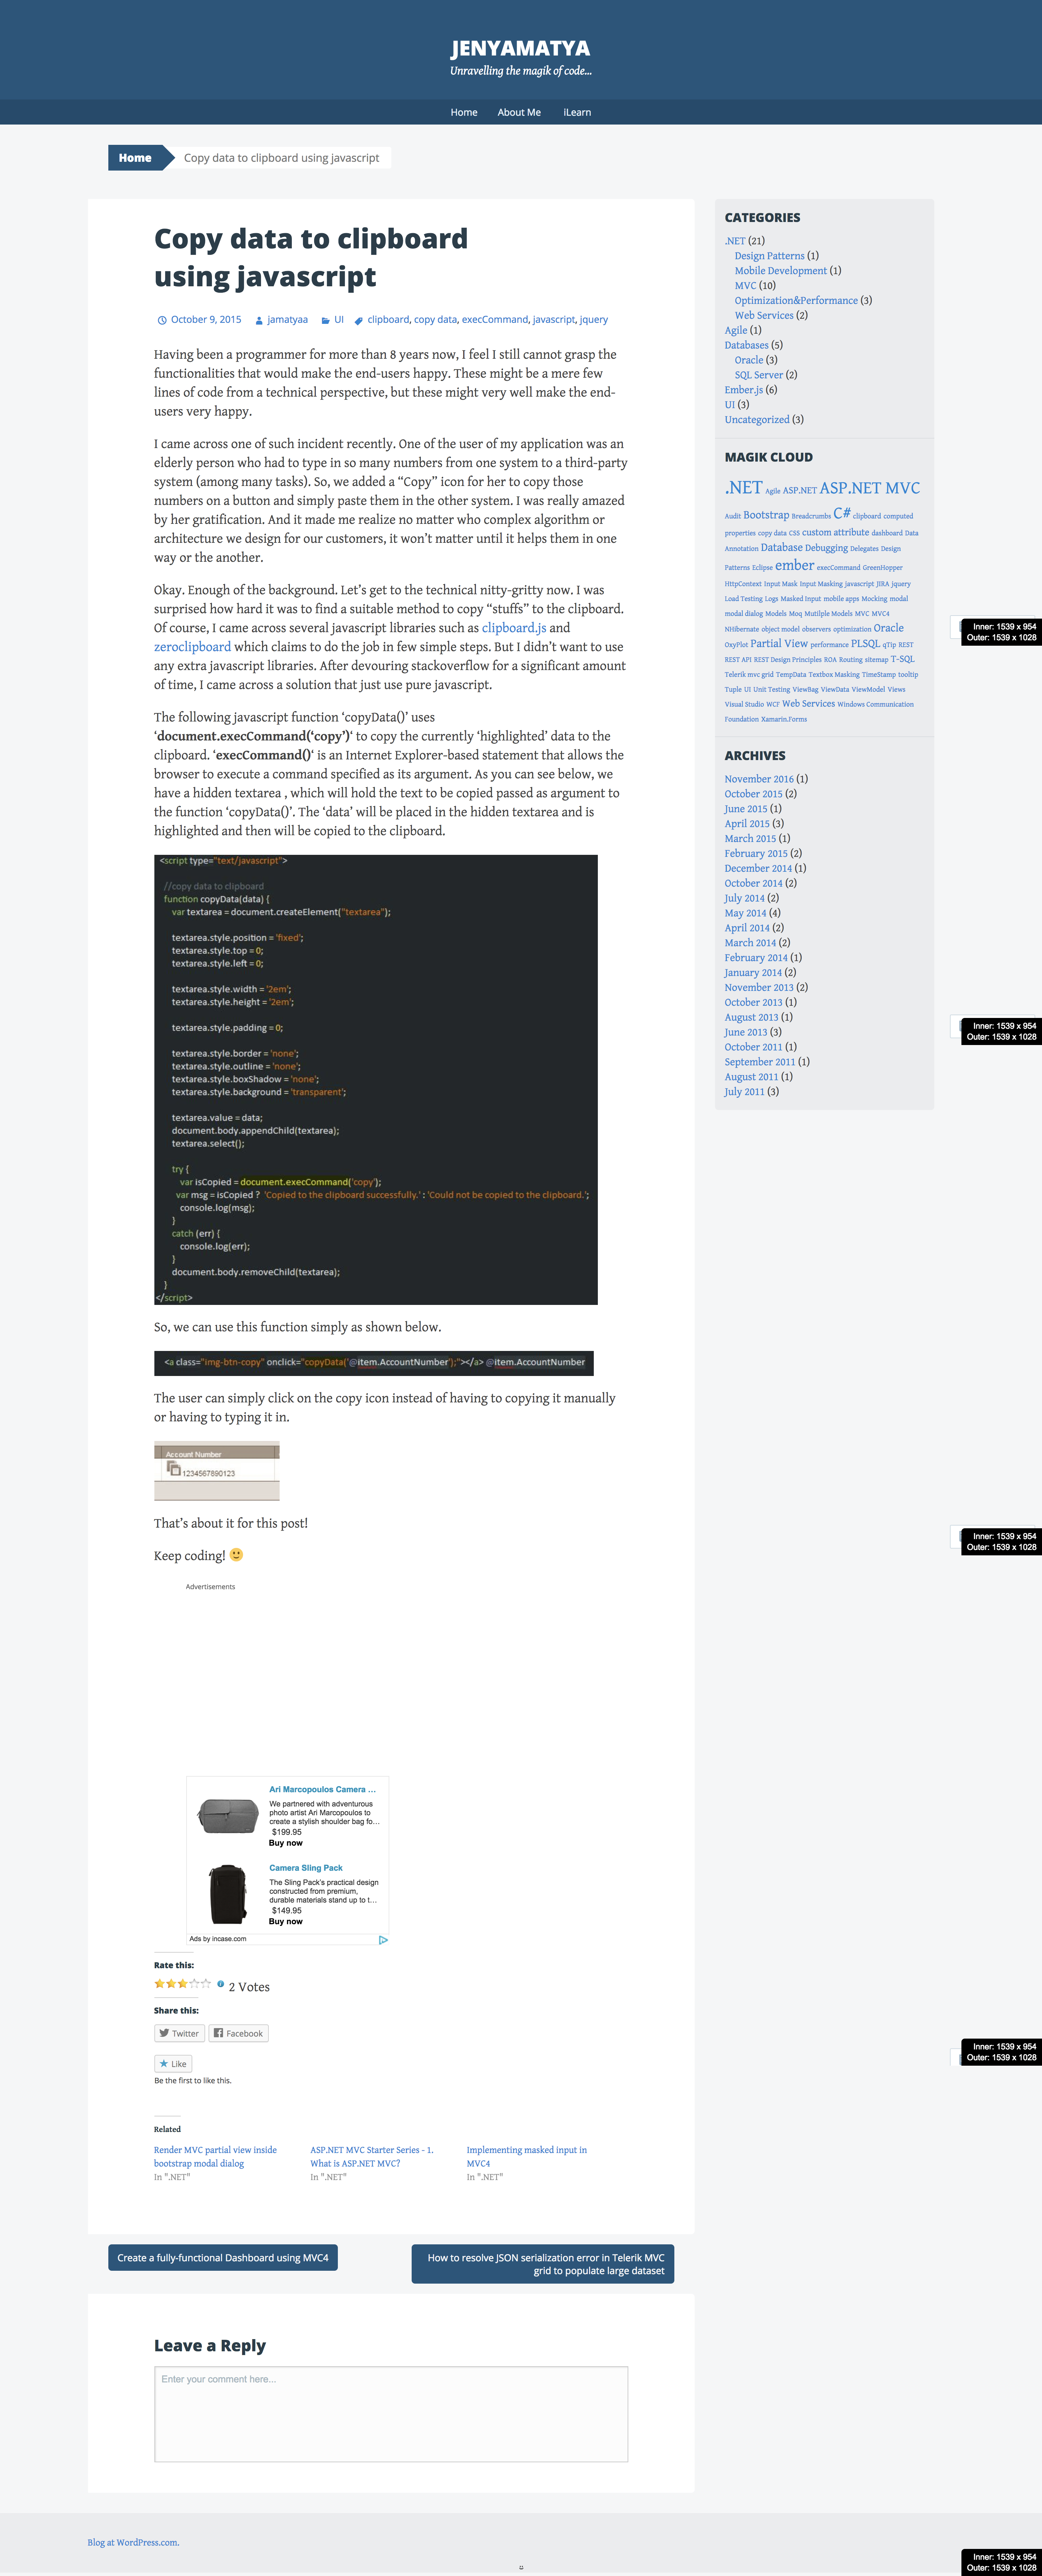 JENYAMATYA
Unravelling the magik of code...
Home About Me iLearn
Home Copy data to clipboard using javascript
Copy data to clipboard
using javascript
October 9, 2015 jamatyaa UI clipboard, copy data, execCommand, javascript, jquery
Having been a programmer for more than 8 years now, I feel I still cannot grasp the
functionalities that would make the end-users happy. These might be a mere few
lines of code from a technical perspective, but these might very well make the end-
users very happy.
I came across one of such incident recently. One of the user of my application was an
elderly person who had to type in so many numbers from one system to a third-party
system (among many tasks). So, we added a “Copy” icon for her to copy those
numbers on a button and simply paste them in the other system. I was really amazed
by her gratification. And it made me realize no matter who complex algorithm or
architecture we design for our customers, it won’t matter until it helps them in one
way or the another.
Okay. Enough of the background. Let’s get to the technical nitty-gritty now. I was
surprised how hard it was to find a suitable method to copy “stuffs” to the clipboard.
Of course, I came across several javascript libraries such as clipboard.js and
zeroclipboard which claims to do the job in few simple steps. But I didn’t want to use
any extra javascript libraries. After devouring stackoverflow for a significant amount
of time, I came across a solution that just use pure javascript.
The following javascript function ‘copyData()’ uses
‘document.execCommand(‘copy’)‘ to copy the currently ‘highlighted’ data to the
clipboard. ‘execCommand()‘ is an Internet Explorer-based statement that allows the
browser to execute a command specified as its argument. As you can see below, we
have a hidden textarea , which will hold the text to be copied passed as argument to
the function ‘copyData()’. The ‘data’ will be placed in the hidden textarea and is
highlighted and then will be copied to the clipboard.
<script type="text/javascript">
//copy data to clipboard
function copyData(data) {
var textarea = document.createElement("textarea");
textarea.style.position = 'fixed';
textarea.style.top = 0;
textarea.style.left = 0;
textarea.style.width = '2em';
textarea.style.height = '2em';
textarea.style.padding = 0;
textarea.style.border = 'none';
textarea.style.outline = 'none';
textarea.style.boxShadow = 'none';
textarea.style.background = 'transparent';
textarea.value = data;
document.body.appendChild(textarea);
textarea.select();
try {
var isCopied = document.execCommand('copy');
var msg = isCopied ? 'Copied to the clipboard successfully.' : 'Could not be copied to the clipboard.';
console.log(msg);
}
catch (err) {
console.log(err);
}
document.body.removeChild(textarea);
}
</script>
So, we can use this function simply as shown below.
<a class="img-btn-copy" onclick="copyData('@item.AccountNumber');"></a> @item.AccountNumber
The user can simply click on the copy icon instead of having to copying it manually
or having to typing it in.
Account Number
1234567890123
That’s about it for this post!
Keep coding! 🙂
Advertisements
Ari Marcopoulos Camera ...
We partnered with adventurous
photo artist Ari Marcopoulos to
create a stylish shoulder bag fo...
$199.95
Buy now
Camera Sling Pack
The Sling Pack's practical design
constructed from premium,
durable materials stand up to t...
$149.95
Buy now
Ads by incase.com
Rate this:
2 Votes
Share this:
Twitter Facebook
Like
Be the first to like this.
Related
Render MVC partial view inside
bootstrap modal dialog
In ".NET"
ASP.NET MVC Starter Series - 1.
What is ASP.NET MVC?
In ".NET"
Implementing masked input in
MVC4
In ".NET"
Create a fully-functional Dashboard using MVC4
How to resolve JSON serialization error in Telerik MVC
grid to populate large dataset
Leave a Reply
Enter your comment here...
CATEGORIES
.NET (21)
Design Patterns (1)
Mobile Development (1)
MVC (10)
Optimization&Performance (3)
Web Services (2)
Agile (1)
Databases (5)
Oracle (3)
SQL Server (2)
Ember.js (6)
UI (3)
Uncategorized (3)
MAGIK CLOUD
.NET Agile ASP.NET ASP.NET MVC
Audit Bootstrap Breadcrumbs C# clipboard computed
properties copy data CSS custom attribute dashboard Data
Annotation Database Debugging Delegates Design
Patterns Eclipse ember execCommand GreenHopper
HttpContext Input Mask Input Masking javascript JIRA jquery
Load Testing Logs Masked Input mobile apps Mocking modal
modal dialog Models Moq Mutilple Models MVC MVC4
NHibernate object model observers optimization Oracle
OxyPlot Partial View performance PLSQL qTip REST
REST API REST Design Principles ROA Routing sitemap T-SQL
Telerik mvc grid TempData Textbox Masking TimeStamp tooltip
Tuple UI Unit Testing ViewBag ViewData ViewModel Views
Visual Studio WCF Web Services Windows Communication
Foundation Xamarin.Forms
ARCHIVES
November 2016 (1)
October 2015 (2)
June 2015 (1)
April 2015 (3)
March 2015 (1)
February 2015 (2)
December 2014 (1)
October 2014 (2)
July 2014 (2)
May 2014 (4)
April 2014 (2)
March 2014 (2)
February 2014 (1)
January 2014 (2)
November 2013 (2)
October 2013 (1)
August 2013 (1)
June 2013 (3)
October 2011 (1)
September 2011 (1)
August 2011 (1)
July 2011 (3)
Inner: 1539 x 954
Outer: 1539 x 1028
Inner: 1539 x 954
Outer: 1539 x 1028
Inner: 1539 x 954
Outer: 1539 x 1028
Inner: 1539 x 954
Outer: 1539 x 1028
Blog at WordPress.com.
Inner: 1539 x 954
Outer: 1539 x 1028